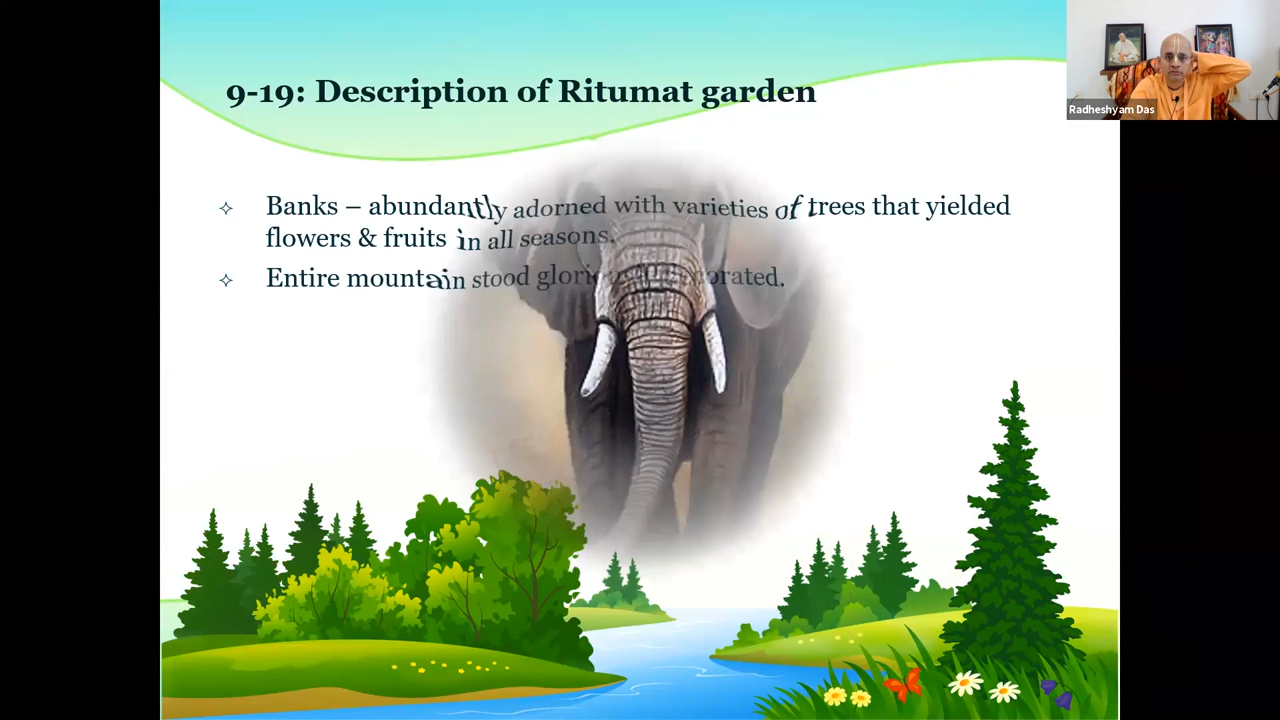 9-19: Description of Ritumat garden
Radheshyam Das
Banks – abundantly adorned with varieties of trees that yielded
flowers & fruits in all seasons.
Entire mountain stood